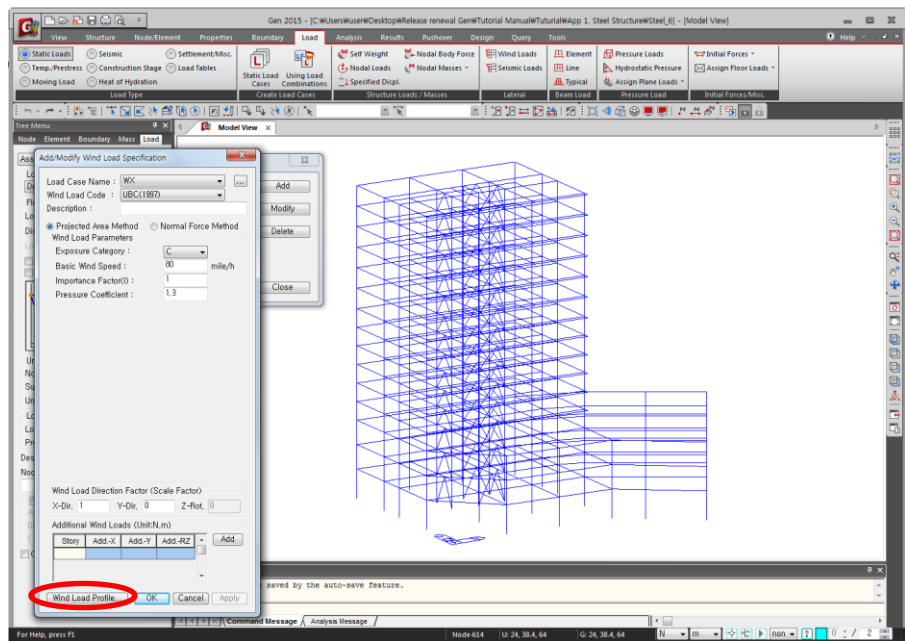 Gen 2015 - [C:₩Users₩user₩Desktop₩Release renewal Gen₩Tutorial Manual₩Tuturial₩App 1. Steel Structure₩Steel_6] - [Model View]
View Structure Node/Element Properties Boundary Load Analysis Results Pushover Design Query Tools Help
Static Loads Seismic Settlement/Misc.
Temp./Prestress Construction Stage Load Tables
Moving Load Heat of Hydration
Load Type
Static Load Cases
Using Load Combinations
Create Load Cases
Self Weight Nodal Body Force
Nodal Loads Nodal Masses
Specified Displ.
Structure Loads / Masses
Wind Loads
Seismic Loads
Lateral
Element
Line
Typical
Beam Load
Pressure Loads
Hydrostatic Pressure
Assign Plane Loads
Pressure Load
Initial Forces
Assign Floor Loads
Initial Forces/Misc.
Tree Menu
Node Element Boundary Mass Load
Model View
Add/Modify Wind Load Specification
Load Case Name : WX ...
Wind Load Code : UBC(1997)
Description :
Projected Area Method Normal Force Method
Wind Load Parameters
Exposure Category : C
Basic Wind Speed : 80 mile/h
Importance Factor(I) : 1
Pressure Coefficient : 1,3
Wind Load Direction Factor (Scale Factor)
X-Dir, 1 Y-Dir, 0 Z-Rot, 0
Additional Wind Loads (Unit:N,m)
Story Add.-X Add.-Y Add.-RZ Add
Wind Load Profile... OK Cancel Apply
Add
Modify
Delete
Close
saved by the auto-save feature.
Command Message Analysis Message
For Help, press F1
Node-614 U: 24, 38.4, 64 G: 24, 38.4, 64 N m non ? 0 / 2